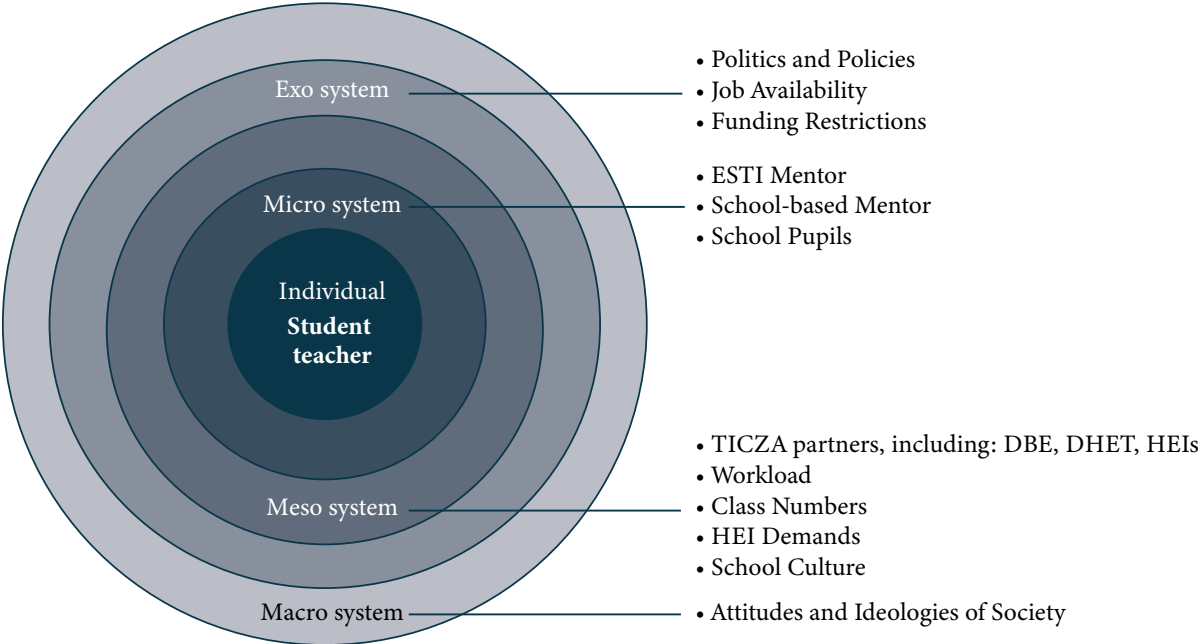 Exo system
• Politics and Policies
• Job Availability
• Funding Restrictions
Micro system
• ESTI Mentor
• School-based Mentor
• School Pupils
Individual
Student
teacher
Meso system
• TICZA partners, including: DBE, DHET, HEIs
• Workload
• Class Numbers
• HEI Demands
• School Culture
Macro system
• Attitudes and Ideologies of Society